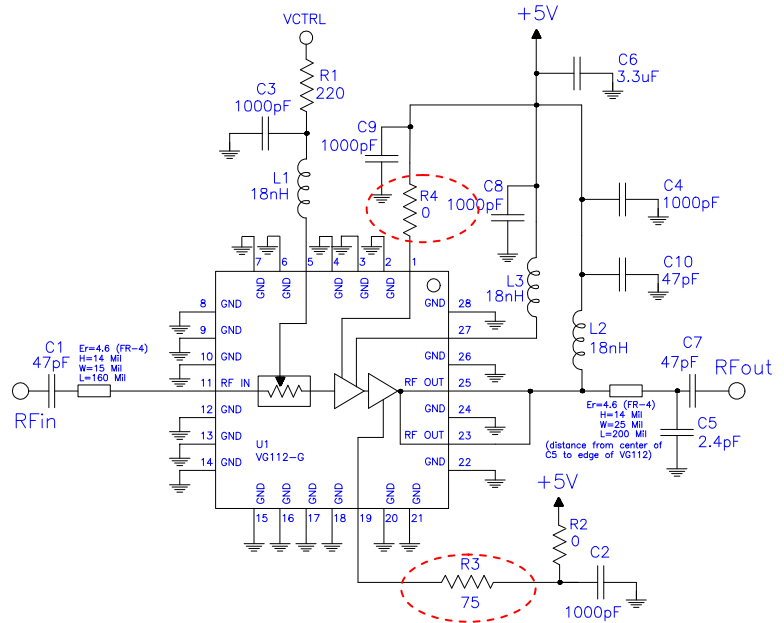 VCTRL
+5V
R1
220
C3
1000pF
C6
3.3uF
C9
1000pF
L1
18nH
R4
0
C8
1000pF
C4
1000pF
C10
47pF
L3
18nH
L2
18nH
7
6
5
4
3
2
1
GND
GND
GND
GND
GND
8
GND
9
GND
10
GND
11
RF IN
12
GND
13
GND
14
GND
GND
28
27
GND
26
RF OUT
25
GND
24
RF OUT
23
GND
22
U1
VG112-G
C1
47pF
Er=4.6 (FR-4)
H=14 Mil
W=15 Mil
L=160 Mil
RFin
C7
47pF
RFout
Er=4.6 (FR-4)
H=14 Mil
W=25 Mil
L=200 Mil
(distance from center of
C5 to edge of VG112)
C5
2.4pF
GND
GND
GND
GND
GND
GND
15
16
17
18
19
20
21
+5V
R2
0
C2
1000pF
R3
75